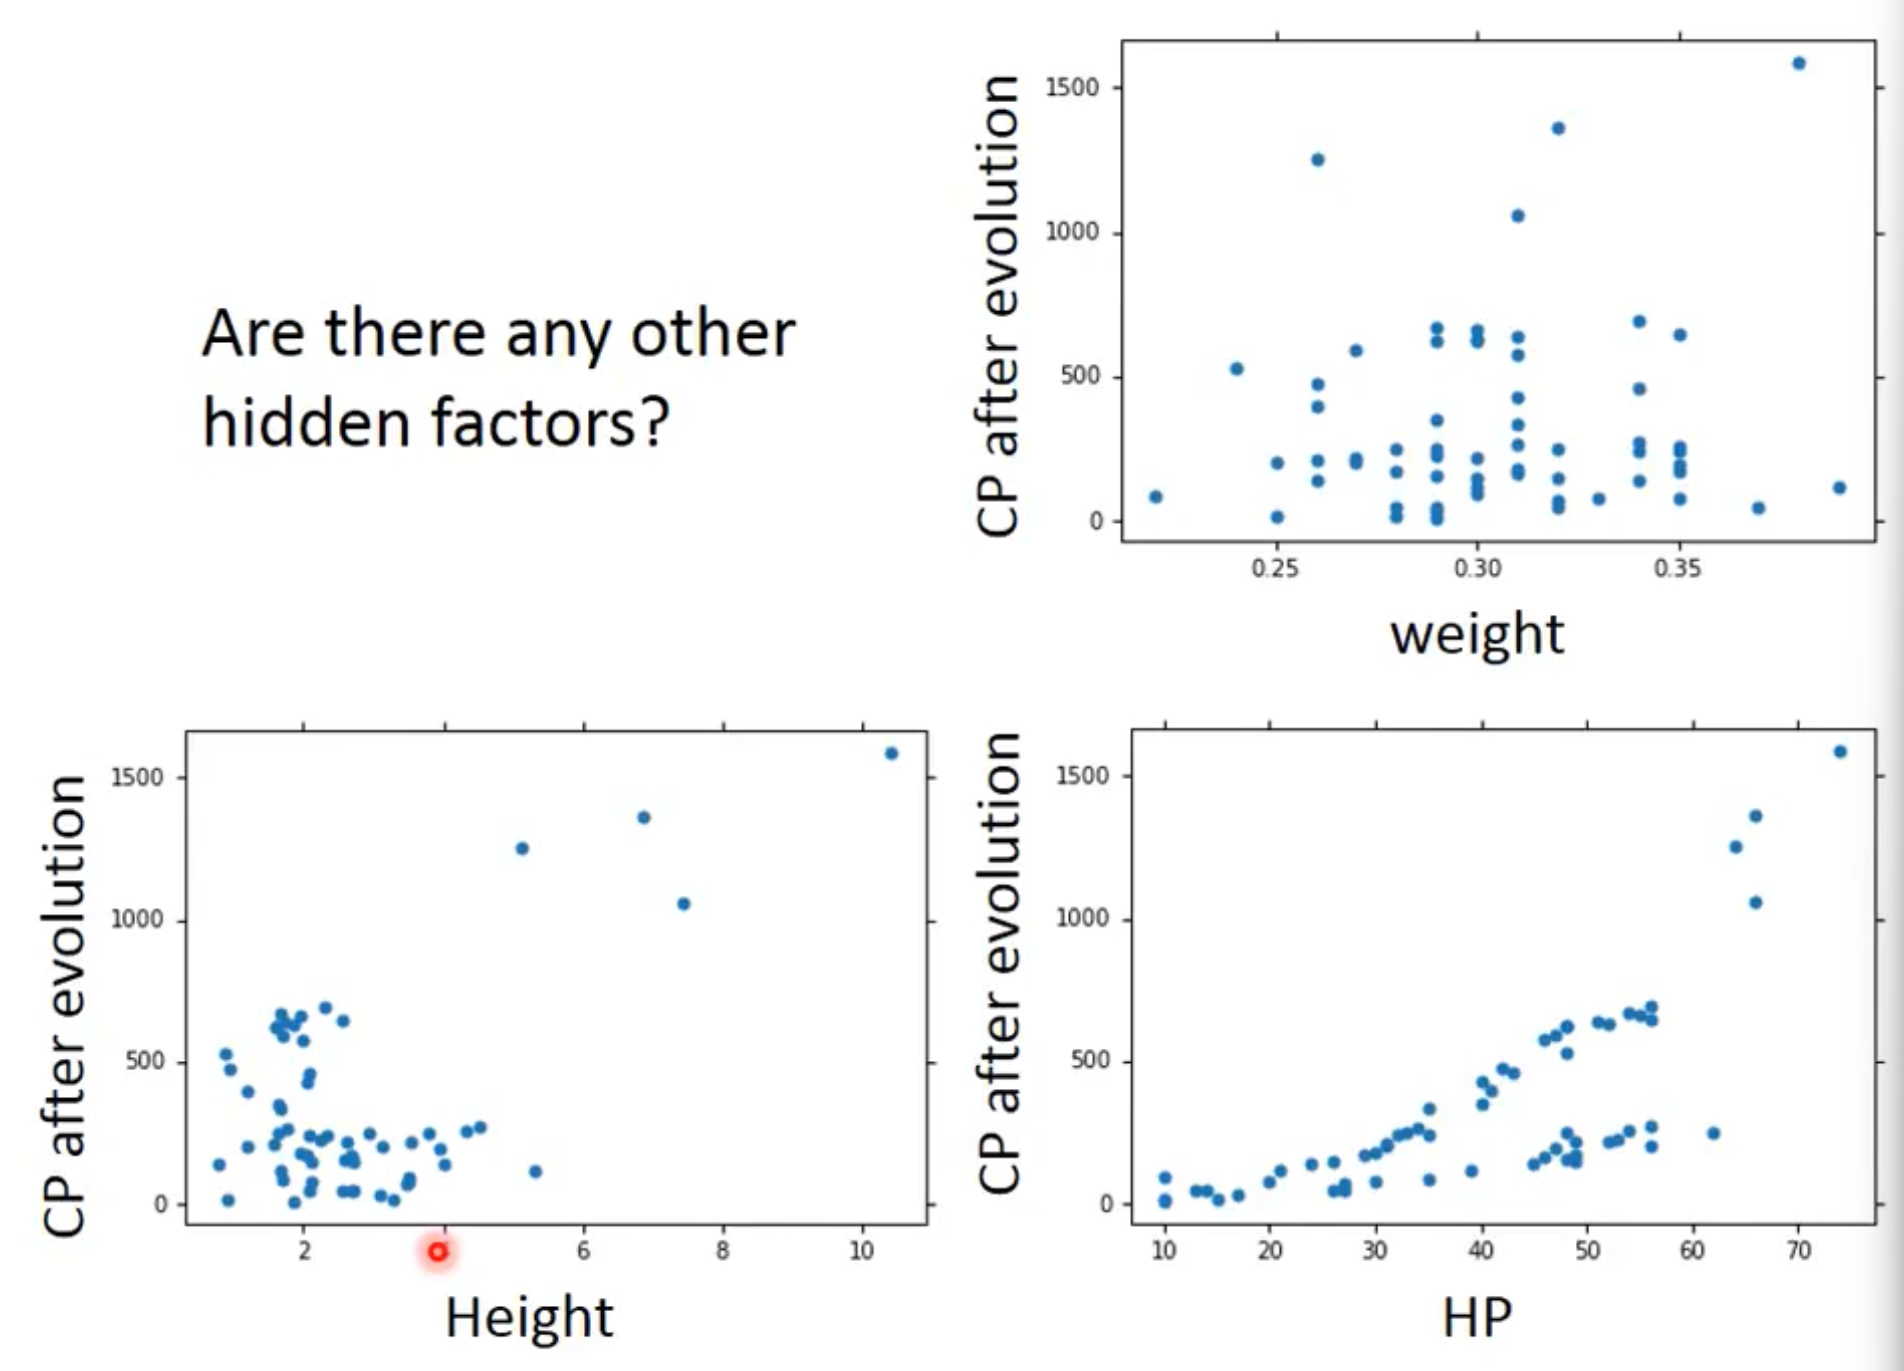 Are there any other
hidden factors?
CP after evolution
1500
1000
500
0
0.25 0.30 0.35
weight
CP after evolution
1500
1000
500
0
2 6 8 10
Height
CP after evolution
1500
1000
500
0
10 20 30 40 50 60 70
HP